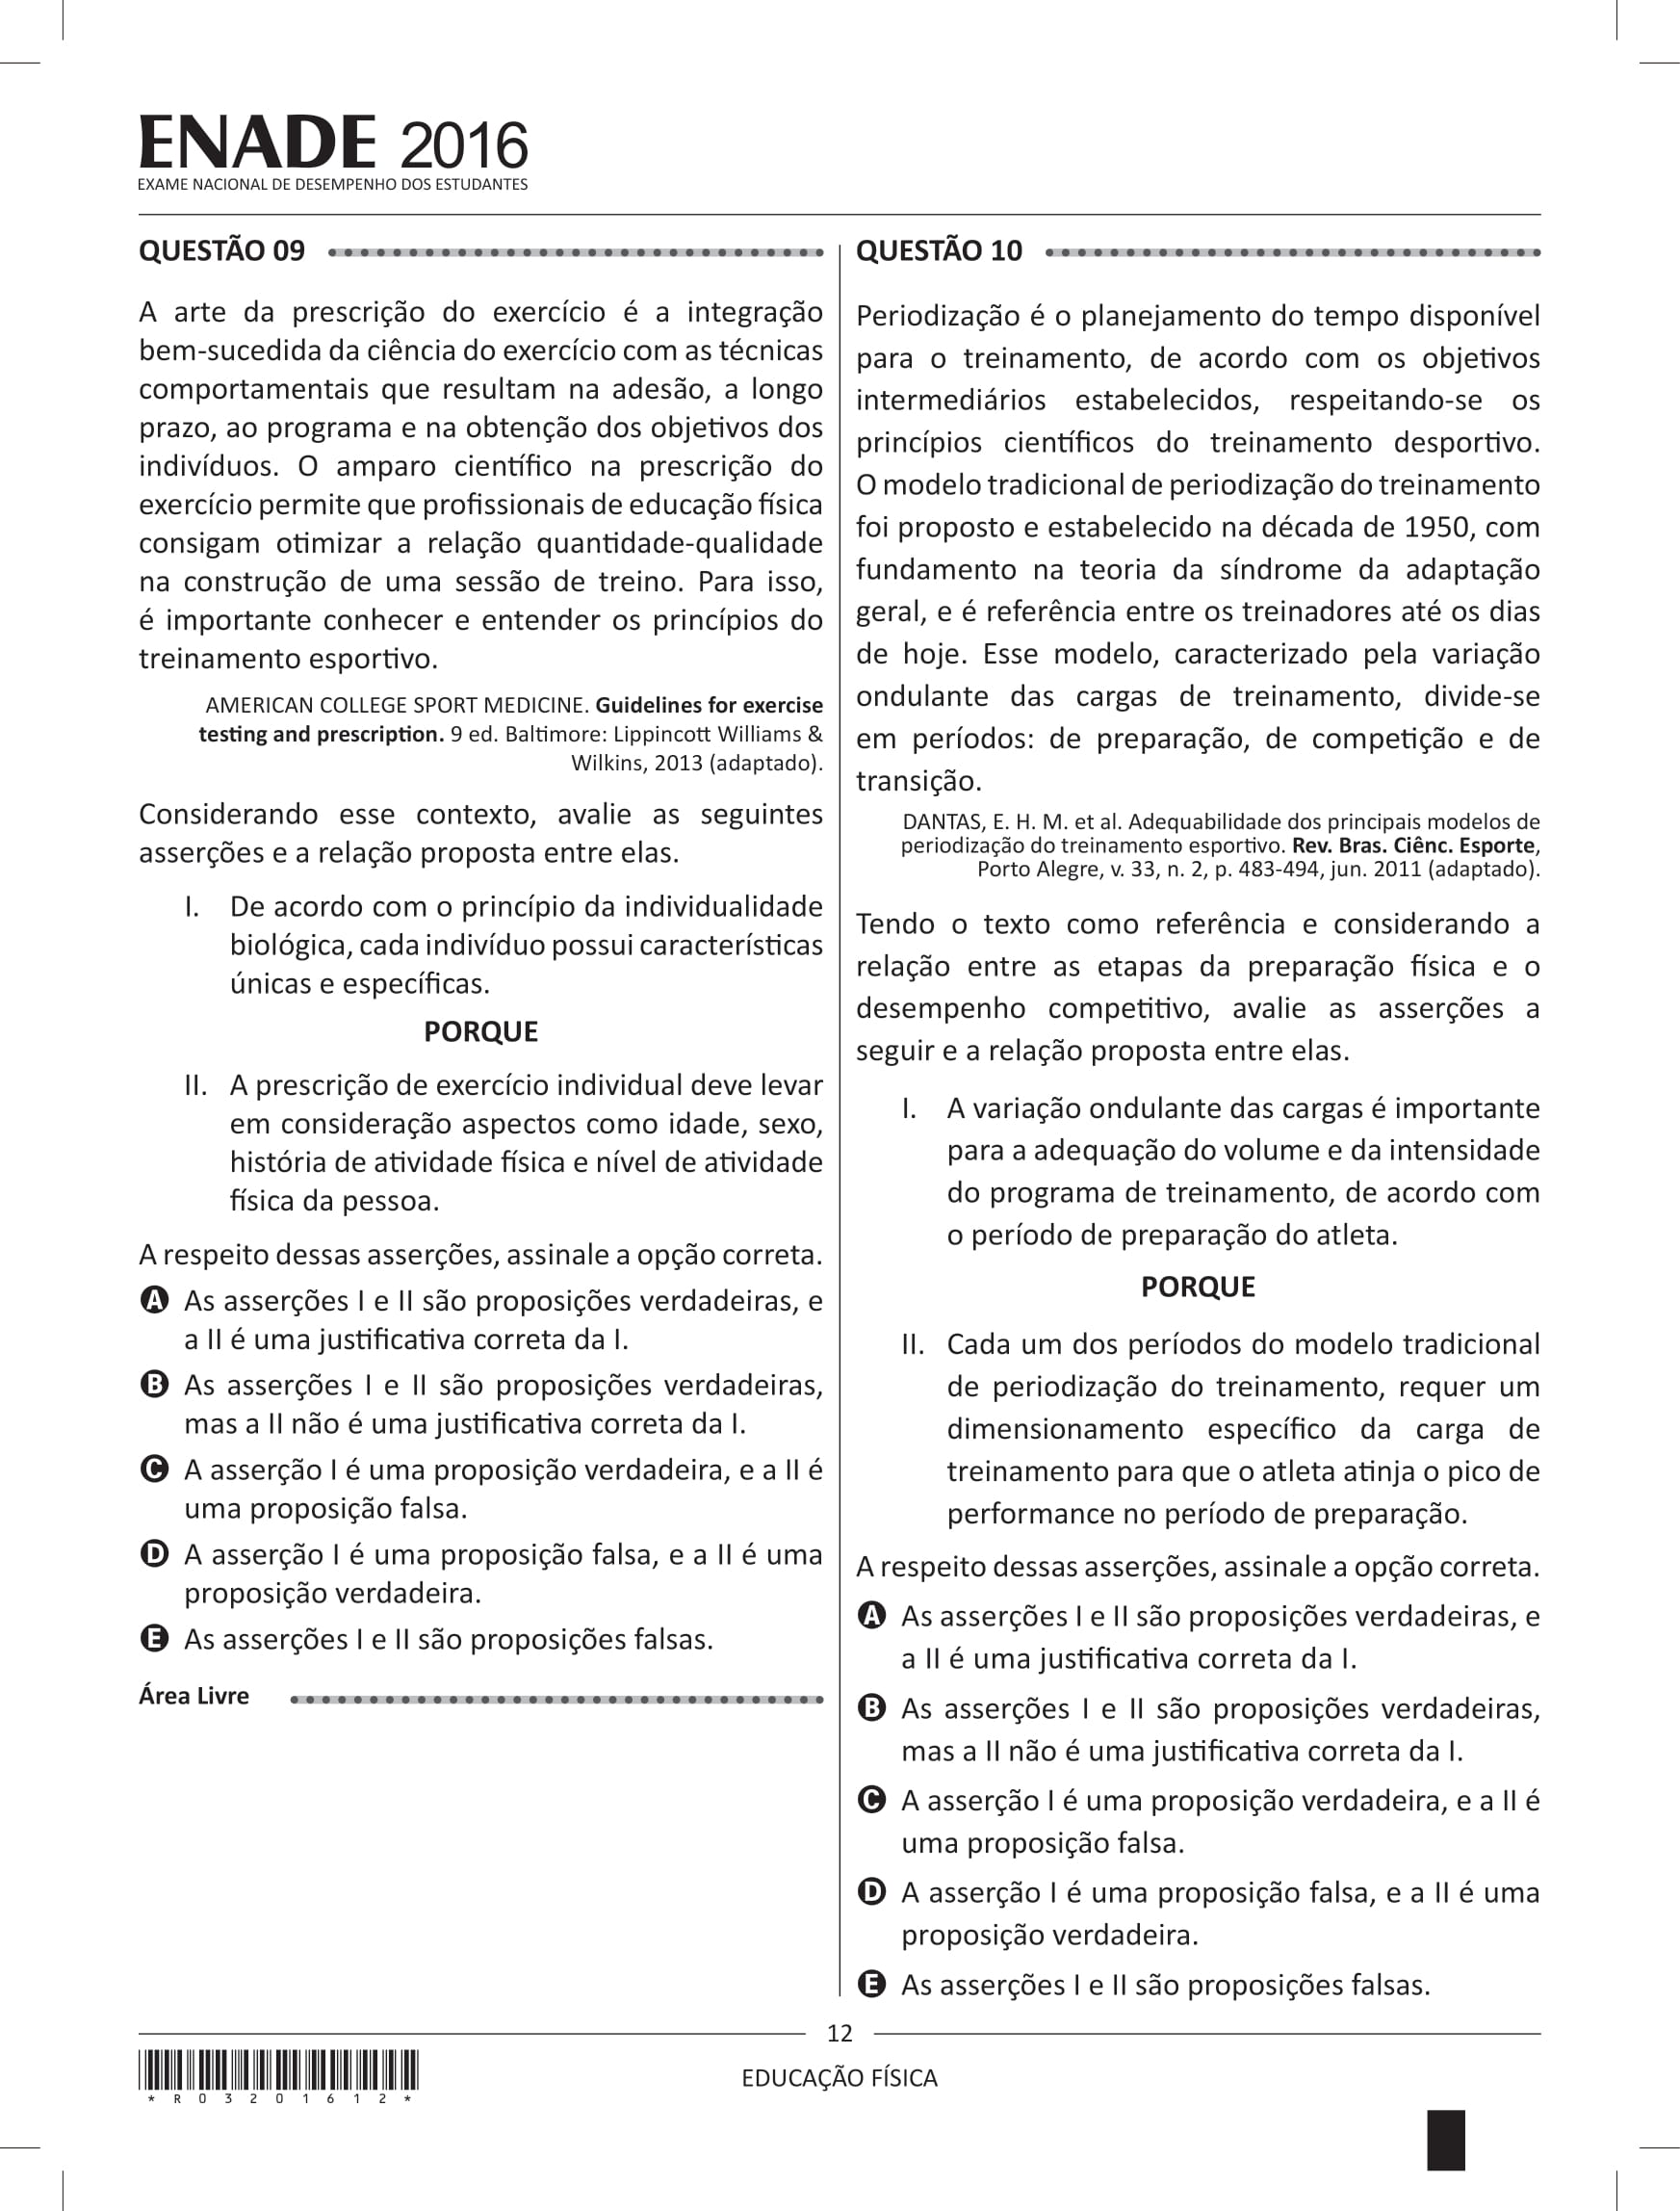 ENADE 2016
EXAME NACIONAL DE DESEMPENHO DOS ESTUDANTES
QUESTÃO 09
A arte da prescrição do exercício é a integração
bem-sucedida da ciência do exercício com as técnicas
comportamentais que resultam na adesão, a longo
prazo, ao programa e na obtenção dos objetivos dos
indivíduos. O amparo científico na prescrição do
exercício permite que profissionais de educação física
consigam otimizar a relação quantidade-qualidade
na construção de uma sessão de treino. Para isso,
é importante conhecer e entender os princípios do
treinamento esportivo.
AMERICAN COLLEGE SPORT MEDICINE. Guidelines for exercise
testing and prescription. 9 ed. Baltimore: Lippincott Williams &
Wilkins, 2013 (adaptado).
Considerando esse contexto, avalie as seguintes
asserções e a relação proposta entre elas.
I. De acordo com o princípio da individualidade
biológica, cada indivíduo possui características
únicas e específicas.
PORQUE
II. A prescrição de exercício individual deve levar
em consideração aspectos como idade, sexo,
história de atividade física e nível de atividade
física da pessoa.
A respeito dessas asserções, assinale a opção correta.
A As asserções I e II são proposições verdadeiras, e
a II é uma justificativa correta da I.
B As asserções I e II são proposições verdadeiras,
mas a II não é uma justificativa correta da I.
C A asserção I é uma proposição verdadeira, e a II é
uma proposição falsa.
D A asserção I é uma proposição falsa, e a II é uma
proposição verdadeira.
E As asserções I e II são proposições falsas.
Área Livre
QUESTÃO 10
Periodização é o planejamento do tempo disponível
para o treinamento, de acordo com os objetivos
intermediários estabelecidos, respeitando-se os
princípios científicos do treinamento desportivo.
O modelo tradicional de periodização do treinamento
foi proposto e estabelecido na década de 1950, com
fundamento na teoria da síndrome da adaptação
geral, e é referência entre os treinadores até os dias
de hoje. Esse modelo, caracterizado pela variação
ondulante das cargas de treinamento, divide-se
em períodos: de preparação, de competição e de
transição.
DANTAS, E. H. M. et al. Adequabilidade dos principais modelos de
periodização do treinamento esportivo. Rev. Bras. Ciênc. Esporte,
Porto Alegre, v. 33, n. 2, p. 483-494, jun. 2011 (adaptado).
Tendo o texto como referência e considerando a
relação entre as etapas da preparação física e o
desempenho competitivo, avalie as asserções a
seguir e a relação proposta entre elas.
I. A variação ondulante das cargas é importante
para a adequação do volume e da intensidade
do programa de treinamento, de acordo com
o período de preparação do atleta.
PORQUE
II. Cada um dos períodos do modelo tradicional
de periodização do treinamento, requer um
dimensionamento específico da carga de
treinamento para que o atleta atinja o pico de
performance no período de preparação.
A respeito dessas asserções, assinale a opção correta.
A As asserções I e II são proposições verdadeiras, e
a II é uma justificativa correta da I.
B As asserções I e II são proposições verdadeiras,
mas a II não é uma justificativa correta da I.
C A asserção I é uma proposição verdadeira, e a II é
uma proposição falsa.
D A asserção I é uma proposição falsa, e a II é uma
proposição verdadeira.
E As asserções I e II são proposições falsas.
12
EDUCAÇÃO FÍSICA
* R 0 3 2 0 1 6 1 2 *